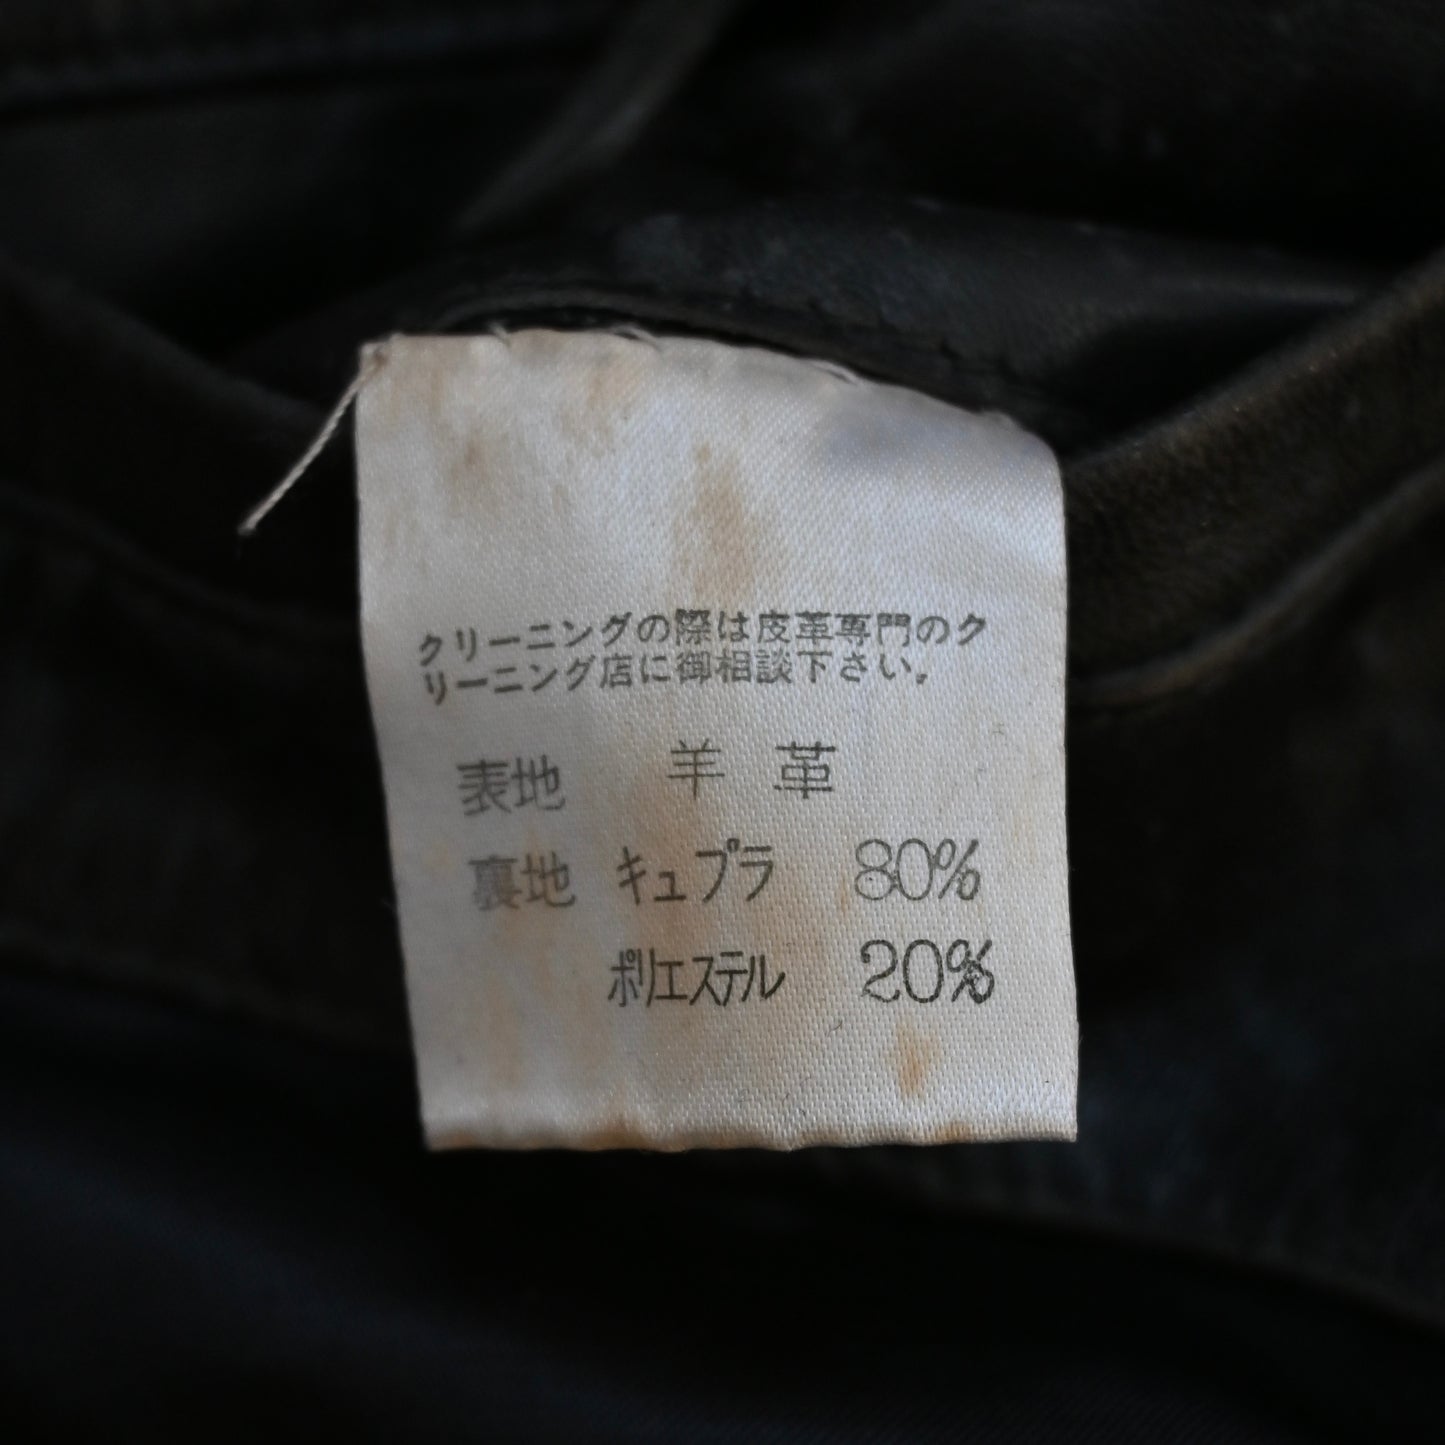 クリーニングの際は皮革専門のク
リーニング店に御相談下さい。
表地 羊革
裏地 キュプラ 80%
ポリエステル 20%